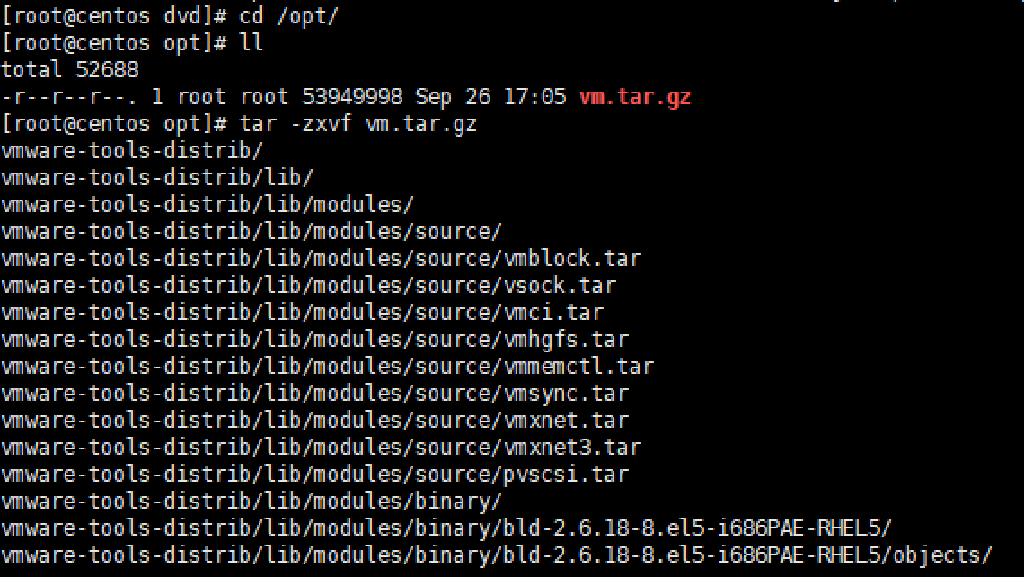 [root@centos dvd]# cd /opt/
[root@centos opt]# ll
total 52688
-r--r--r--. 1 root root 53949998 Sep 26 17:05 vm.tar.gz
[root@centos opt]# tar -zxvf vm.tar.gz
vmware-tools-distrib/
vmware-tools-distrib/lib/
vmware-tools-distrib/lib/modules/
vmware-tools-distrib/lib/modules/source/
vmware-tools-distrib/lib/modules/source/vmblock.tar
vmware-tools-distrib/lib/modules/source/vsock.tar
vmware-tools-distrib/lib/modules/source/vmci.tar
vmware-tools-distrib/lib/modules/source/vmhgfs.tar
vmware-tools-distrib/lib/modules/source/vmmemctl.tar
vmware-tools-distrib/lib/modules/source/vmsync.tar
vmware-tools-distrib/lib/modules/source/vmxnet.tar
vmware-tools-distrib/lib/modules/source/vmxnet3.tar
vmware-tools-distrib/lib/modules/source/pvscsi.tar
vmware-tools-distrib/lib/modules/binary/
vmware-tools-distrib/lib/modules/binary/bld-2.6.18-8.el5-i686PAE-RHEL5/
vmware-tools-distrib/lib/modules/binary/bld-2.6.18-8.el5-i686PAE-RHEL5/objects/